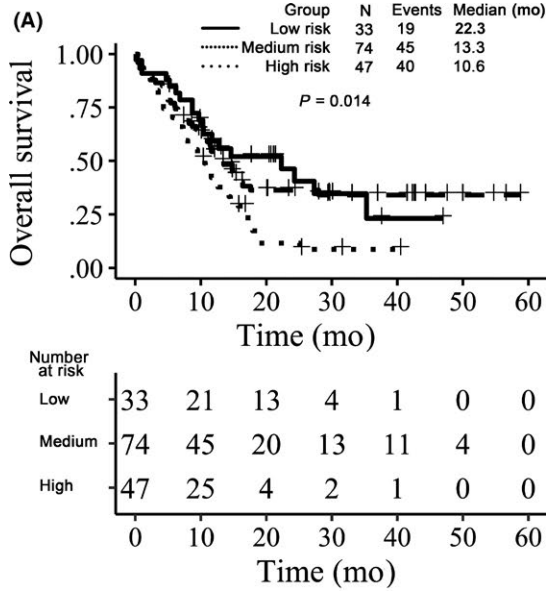 (A)
Group N Events Median (mo)
Low risk 33 19 22.3
Medium risk 74 45 13.3
High risk 47 40 10.6
P = 0.014
Overall survival
1.00
.75
.50
.25
.00
0 10 20 30 40 50 60
Time (mo)
Number
at risk
Low 33 21 13 4 1 0 0
Medium 74 45 20 13 11 4 0
High 47 25 4 2 1 0 0
0 10 20 30 40 50 60
Time (mo)